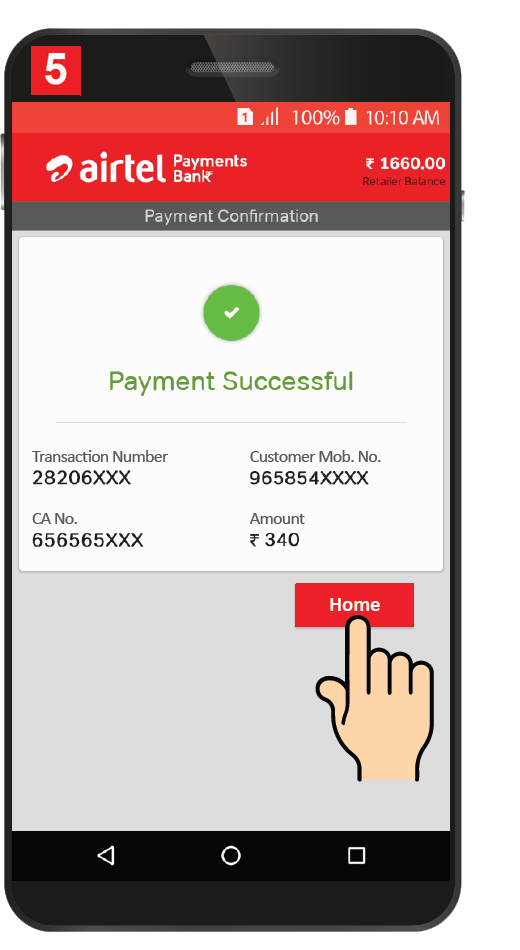 5
1 100% 10:10 AM
airtel Payments Bank
₹ 1660.00
Retailer Balance
Payment Confirmation
Payment Successful
Transaction Number
28206XXX
Customer Mob. No.
965854XXXX
CA No.
656565XXX
Amount
₹ 340
Home